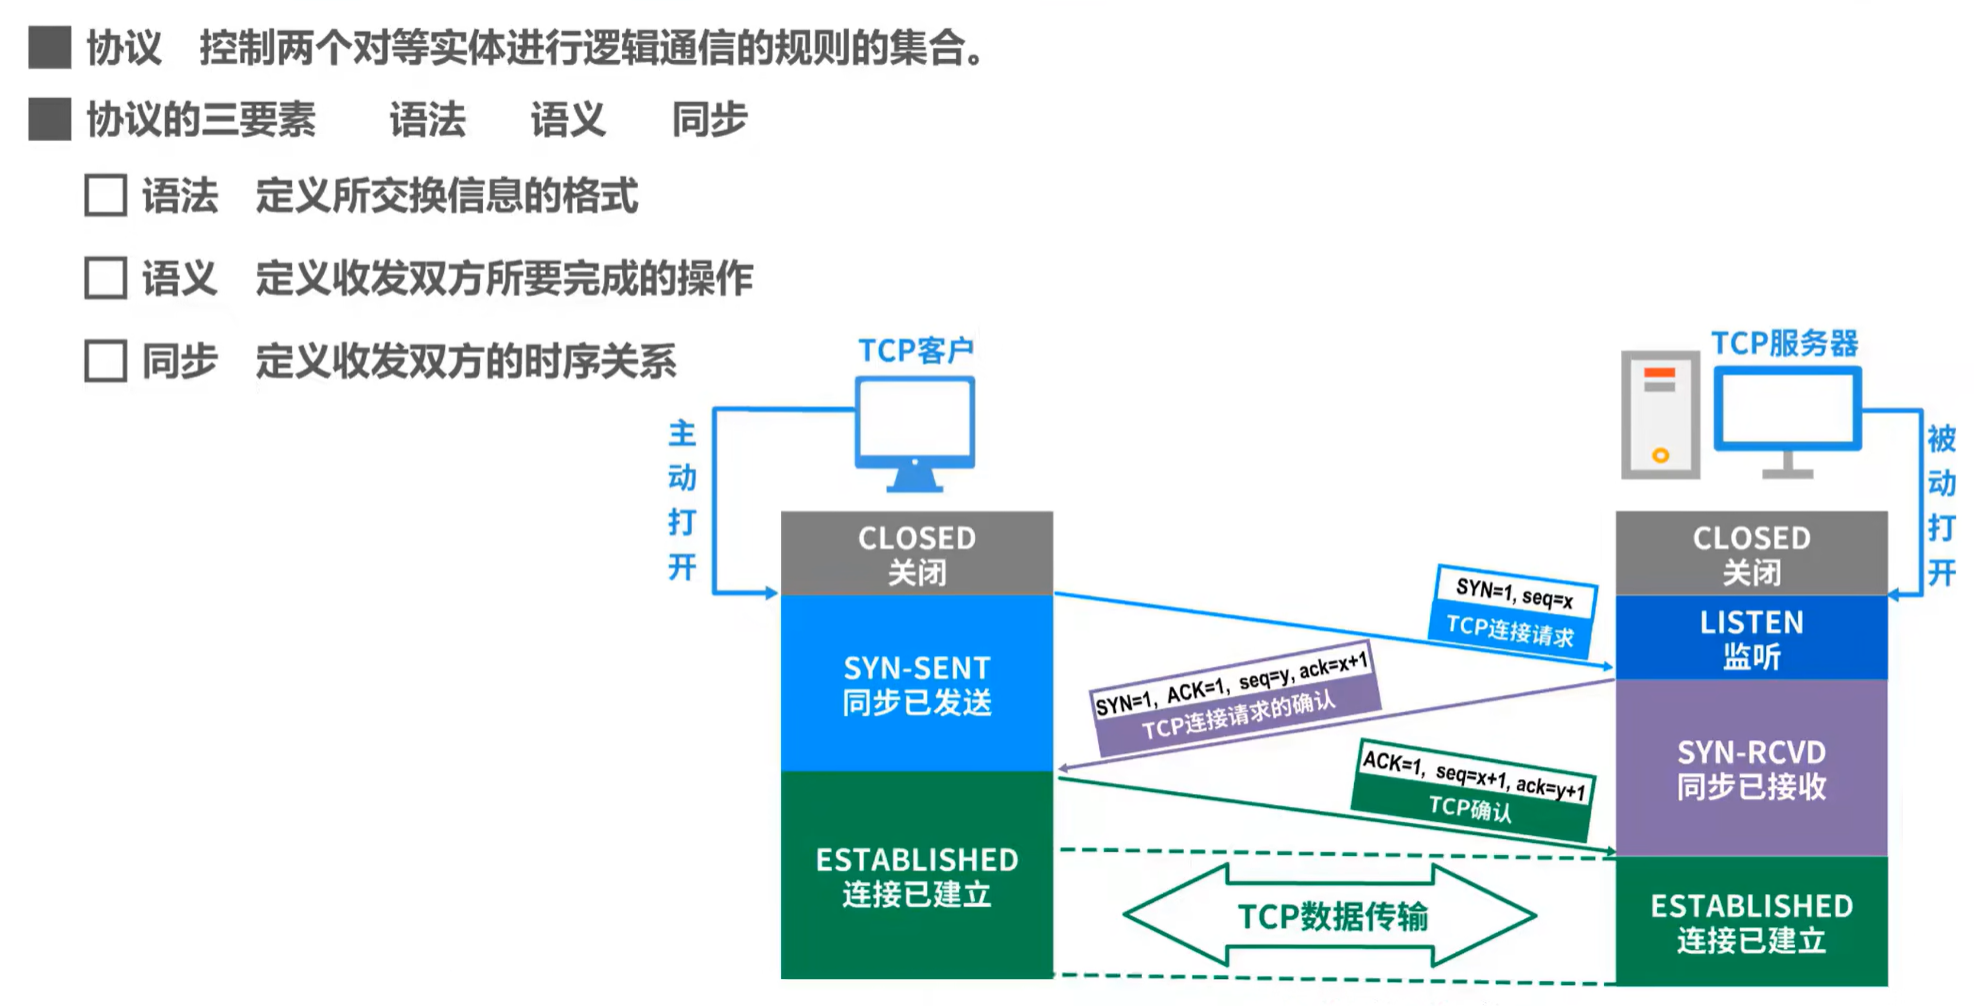 协议 控制两个对等实体进行逻辑通信的规则的集合。
协议的三要素 语法 语义 同步
语法 定义所交换信息的格式
语义 定义收发双方所要完成的操作
同步 定义收发双方的时序关系
TCP客户
TCP服务器
主动打开
被动打开
CLOSED
关闭
CLOSED
关闭
SYN=1, seq=x
TCP连接请求
LISTEN
监听
SYN-SENT
同步已发送
SYN=1, ACK=1, seq=y, ack=x+1
TCP连接请求的确认
SYN-RCVD
同步已接收
ACK=1, seq=x+1, ack=y+1
TCP确认
ESTABLISHED
连接已建立
TCP数据传输
ESTABLISHED
连接已建立